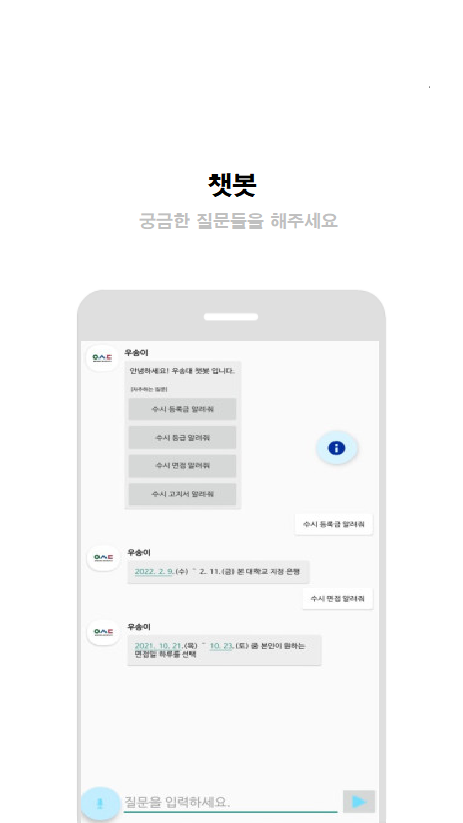 챗봇
궁금한 질문들을 해주세요
우송이
안녕하세요! 우송대 챗봇 입니다.
[자주하는 질문]
수시 등록금 알려줘
수시 등급 알려줘
수시 면접 알려줘
수시 고지서 알려줘
수시 등록금 알려줘
우송이
2022. 2. 9.(수) ~ 2. 11.(금) 본 대학교 지정 은행
수시 면접 알려줘
우송이
2021. 10. 21.(목) ~ 10. 23.(토) 중 본인이 원하는
면접일 하루를 선택
질문을 입력하세요.